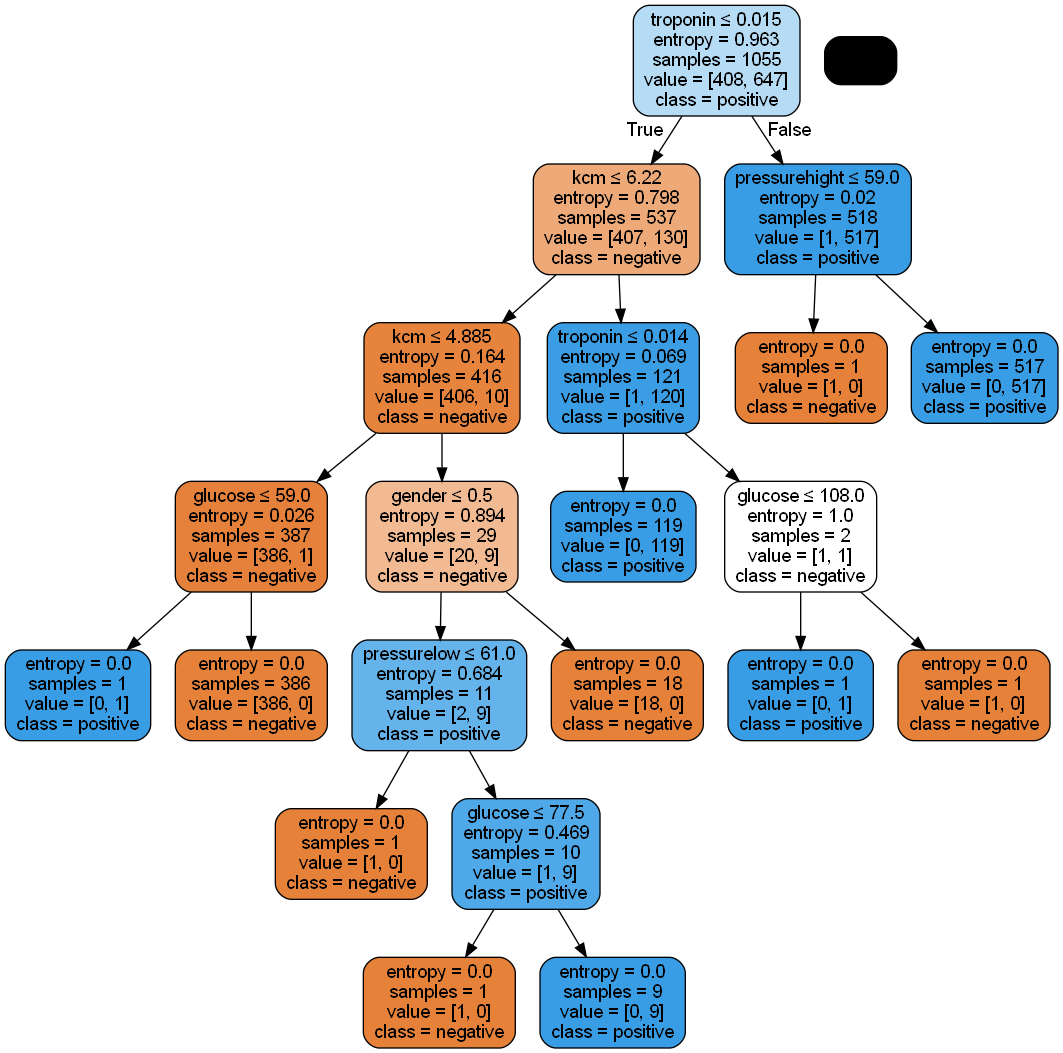 troponin ≤ 0.015
entropy = 0.963
samples = 1055
value = [408, 647]
class = positive
True
False
kcm ≤ 6.22
entropy = 0.798
samples = 537
value = [407, 130]
class = negative
pressurehight ≤ 59.0
entropy = 0.02
samples = 518
value = [1, 517]
class = positive
kcm ≤ 4.885
entropy = 0.164
samples = 416
value = [406, 10]
class = negative
troponin ≤ 0.014
entropy = 0.069
samples = 121
value = [1, 120]
class = positive
entropy = 0.0
samples = 1
value = [1, 0]
class = negative
entropy = 0.0
samples = 517
value = [0, 517]
class = positive
glucose ≤ 59.0
entropy = 0.026
samples = 387
value = [386, 1]
class = negative
gender ≤ 0.5
entropy = 0.894
samples = 29
value = [20, 9]
class = negative
entropy = 0.0
samples = 119
value = [0, 119]
class = positive
glucose ≤ 108.0
entropy = 1.0
samples = 2
value = [1, 1]
class = negative
entropy = 0.0
samples = 1
value = [0, 1]
class = positive
entropy = 0.0
samples = 386
value = [386, 0]
class = negative
pressurelow ≤ 61.0
entropy = 0.684
samples = 11
value = [2, 9]
class = positive
entropy = 0.0
samples = 18
value = [18, 0]
class = negative
entropy = 0.0
samples = 1
value = [0, 1]
class = positive
entropy = 0.0
samples = 1
value = [1, 0]
class = negative
entropy = 0.0
samples = 1
value = [1, 0]
class = negative
glucose ≤ 77.5
entropy = 0.469
samples = 10
value = [1, 9]
class = positive
entropy = 0.0
samples = 1
value = [1, 0]
class = negative
entropy = 0.0
samples = 9
value = [0, 9]
class = positive